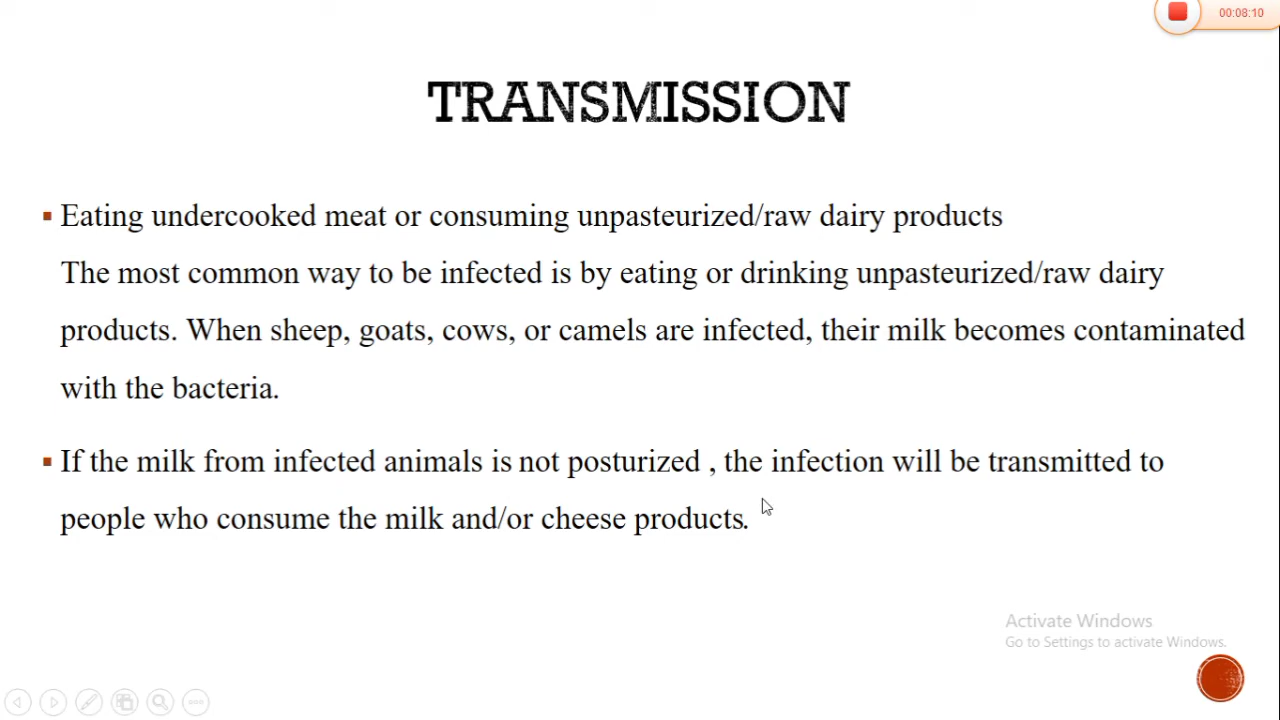 00:08:10
TRANSMISSION
▪ Eating undercooked meat or consuming unpasteurized/raw dairy products
The most common way to be infected is by eating or drinking unpasteurized/raw dairy
products. When sheep, goats, cows, or camels are infected, their milk becomes contaminated
with the bacteria.
▪ If the milk from infected animals is not posturized , the infection will be transmitted to
people who consume the milk and/or cheese products.
Activate Windows
Go to Settings to activate Windows.